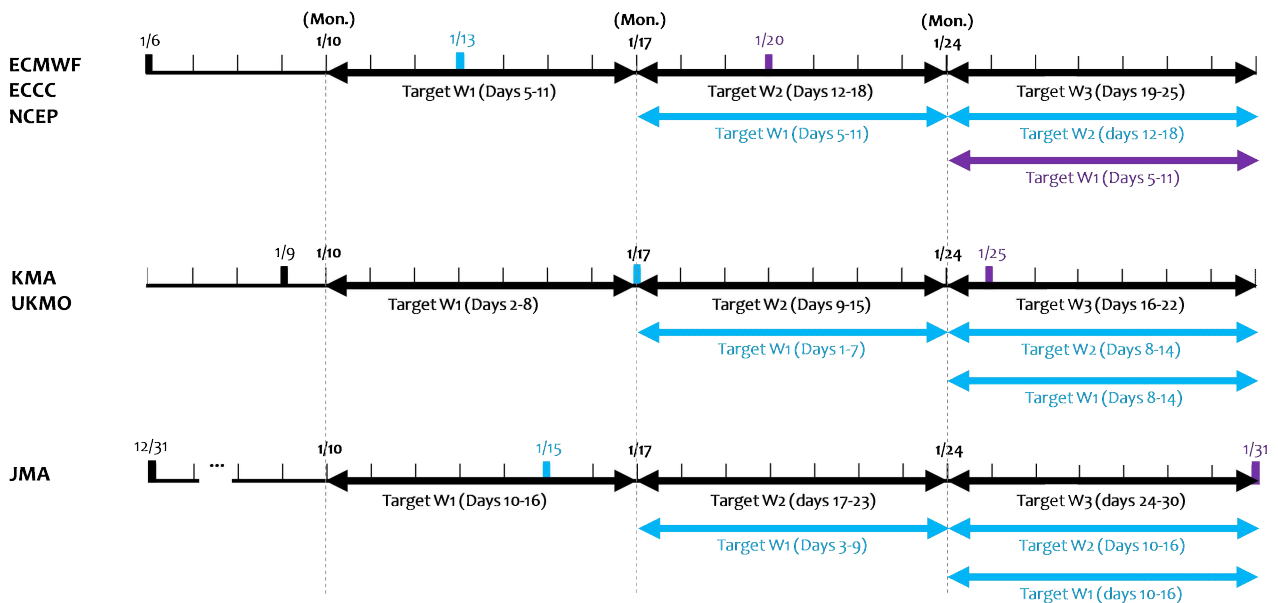 (Mon.) (Mon.) (Mon.)
1/6 1/10 1/13 1/17 1/20 1/24
ECMWF
ECCC
NCEP
Target W1 (Days 5-11) Target W2 (Days 12-18) Target W3 (Days 19-25)
Target W1 (Days 5-11) Target W2 (days 12-18)
Target W1 (Days 5-11)
1/9 1/10 1/17 1/24 1/25
KMA
UKMO
Target W1 (Days 2-8) Target W2 (Days 9-15) Target W3 (Days 16-22)
Target W1 (Days 1-7) Target W2 (Days 8-14)
Target W1 (Days 8-14)
12/31 ... 1/10 1/15 1/17 1/24 1/31
JMA
Target W1 (Days 10-16) Target W2 (days 17-23) Target W3 (days 24-30)
Target W1 (Days 3-9) Target W2 (Days 10-16)
Target W1 (days 10-16)